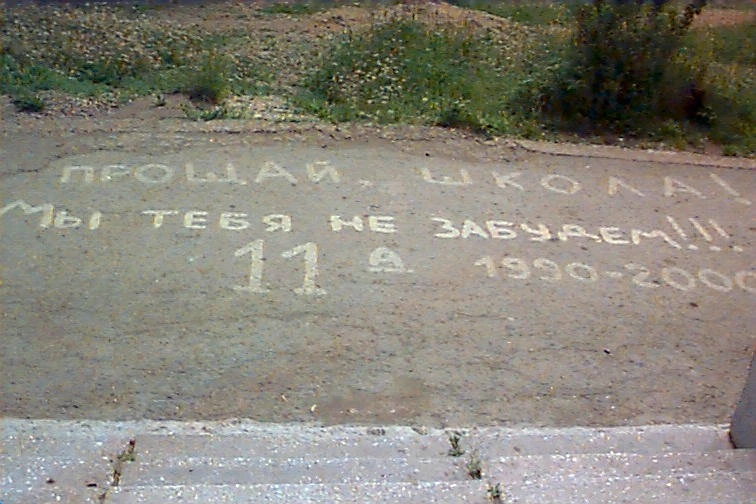 ПРОЩАЙ, ШКОЛА!
МЫ ТЕБЯ НЕ ЗАБУДЕМ!!!!
11 А 1990-2000